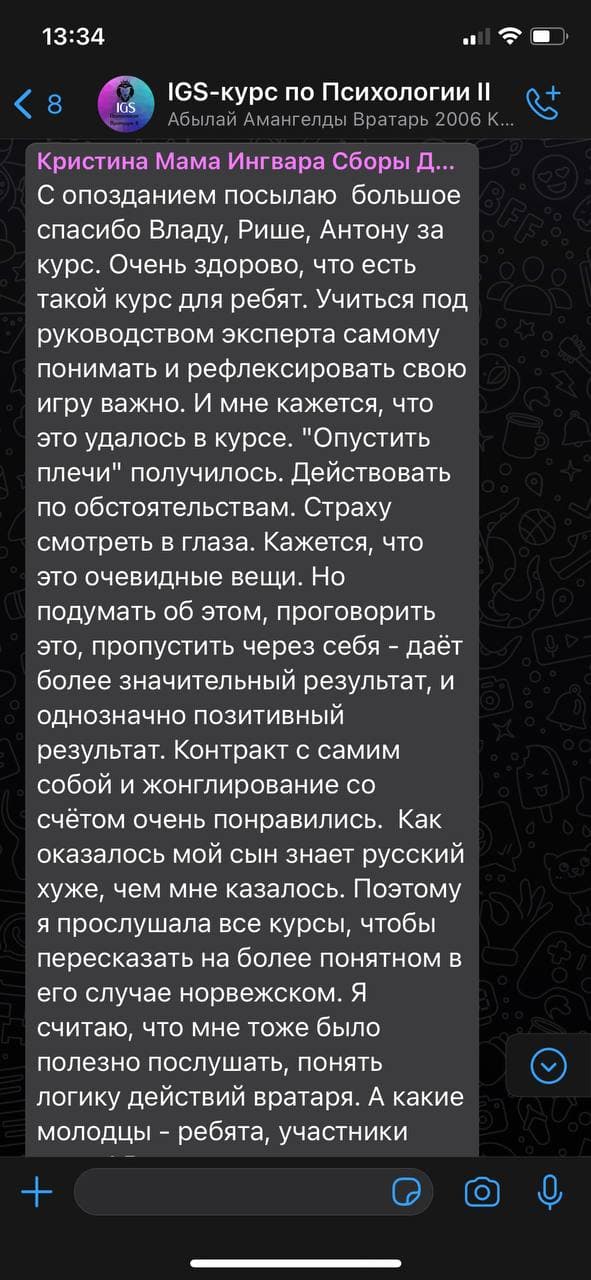 13:34
8
IGS
IGS-курс по Психологии II
Абылай Амангелды Вратарь 2006 К...
Кристина Мама Ингвара Сборы Д...
С опозданием посылаю  большое
спасибо Владу, Рише, Антону за
курс. Очень здорово, что есть
такой курс для ребят. Учиться под
руководством эксперта самому
понимать и рефлексировать свою
игру важно. И мне кажется, что
это удалось в курсе. "Опустить
плечи" получилось. Действовать
по обстоятельствам. Страху
смотреть в глаза. Кажется, что
это очевидные вещи. Но
подумать об этом, проговорить
это, пропустить через себя - даёт
более значительный результат, и
однозначно позитивный
результат. Контракт с самим
собой и жонглирование со
счётом очень понравились.  Как
оказалось мой сын знает русский
хуже, чем мне казалось. Поэтому
я прослушала все курсы, чтобы
пересказать на более понятном в
его случае норвежском. Я
считаю, что мне тоже было
полезно послушать, понять
логику действий вратаря. А какие
молодцы - ребята, участники